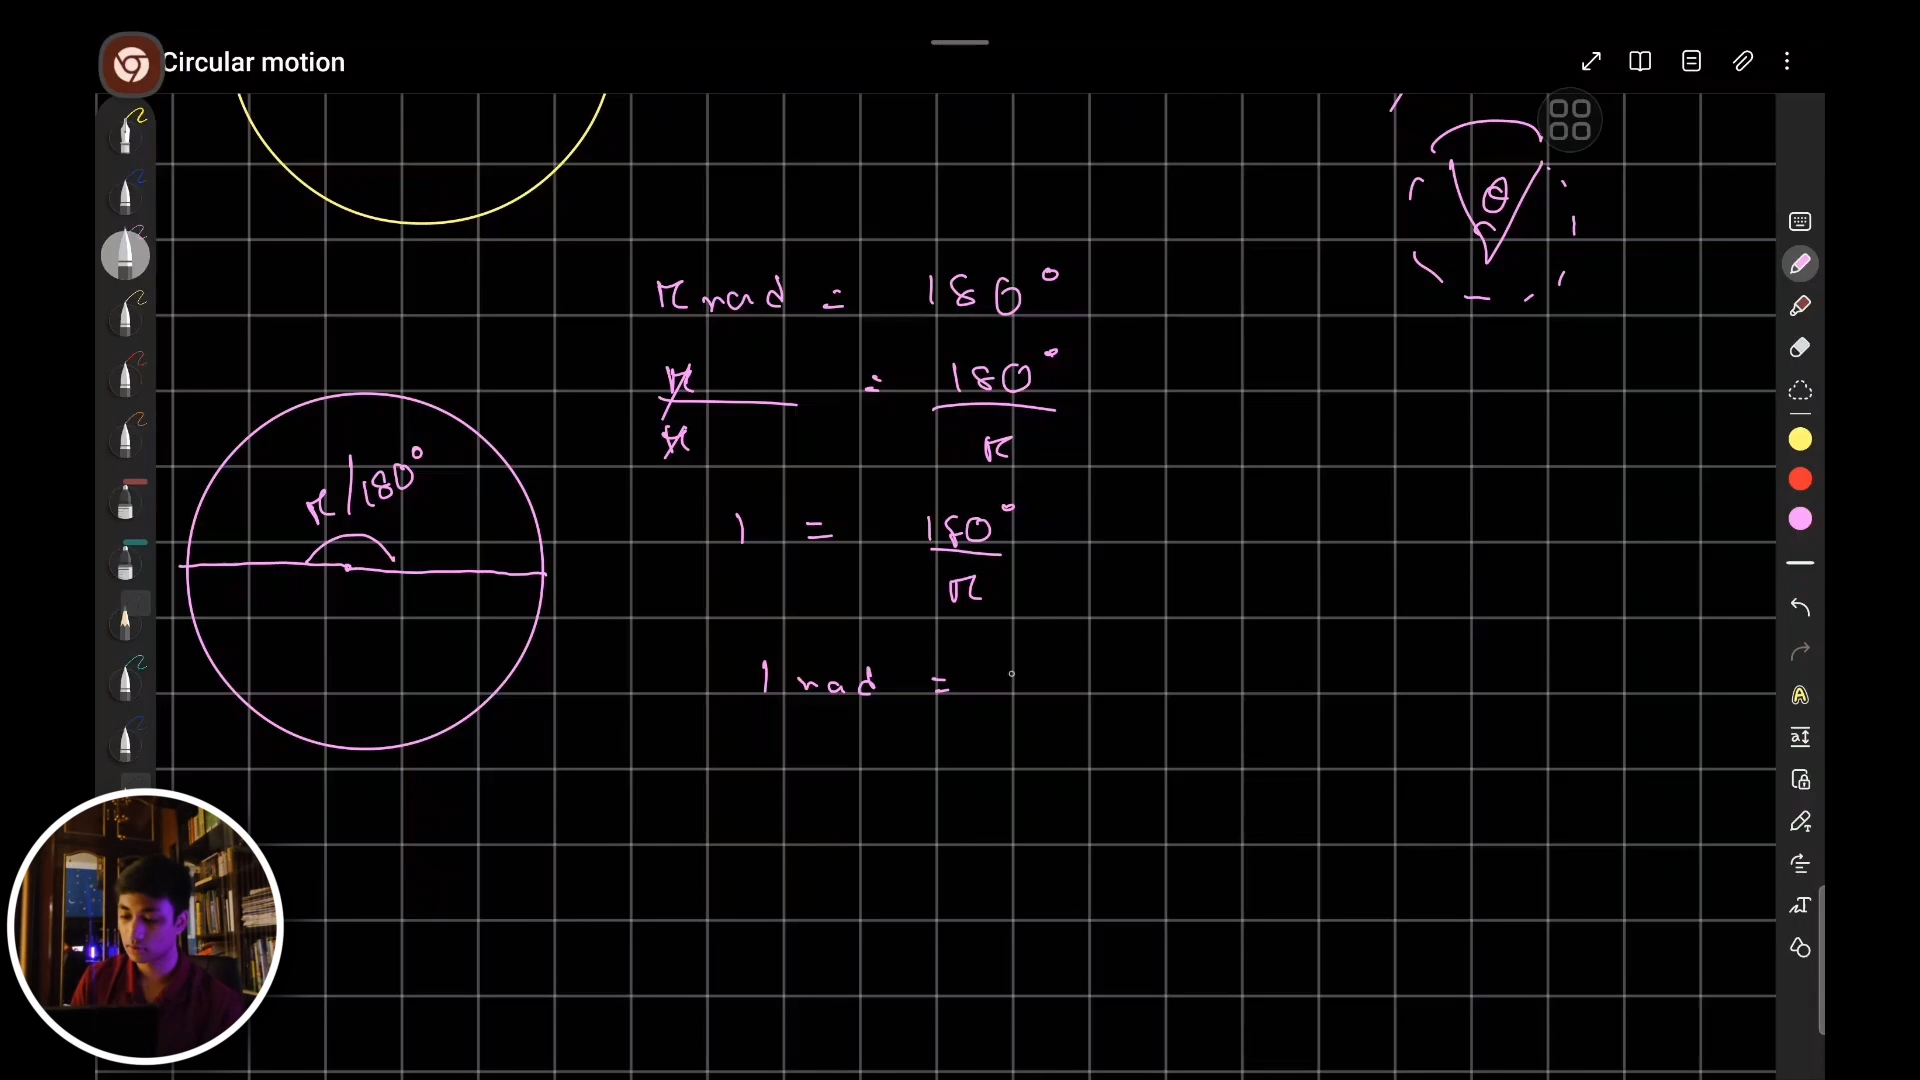 Circular motion
θ
π rad = 180°
π/π = 180°/π
π/180°
1 = 180°/π
1 rad =